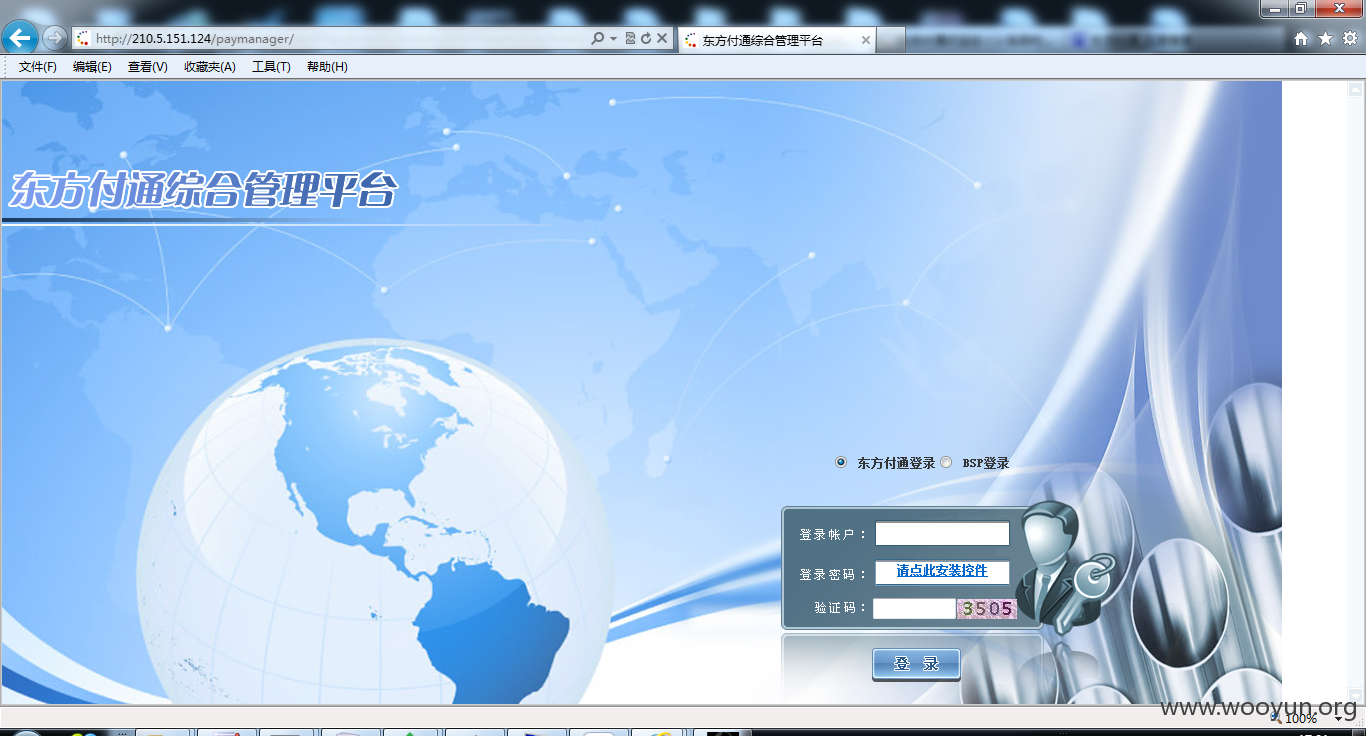 http://210.5.151.124/paymanager/
东方付通综合管理平台
文件(F) 编辑(E) 查看(V) 收藏夹(A) 工具(T) 帮助(H)
东方付通综合管理平台
东方付通登录 BSP登录
登录帐户：
登录密码： 请点此安装控件
验证码： 3505
登 录
www.wooyun.org
100%